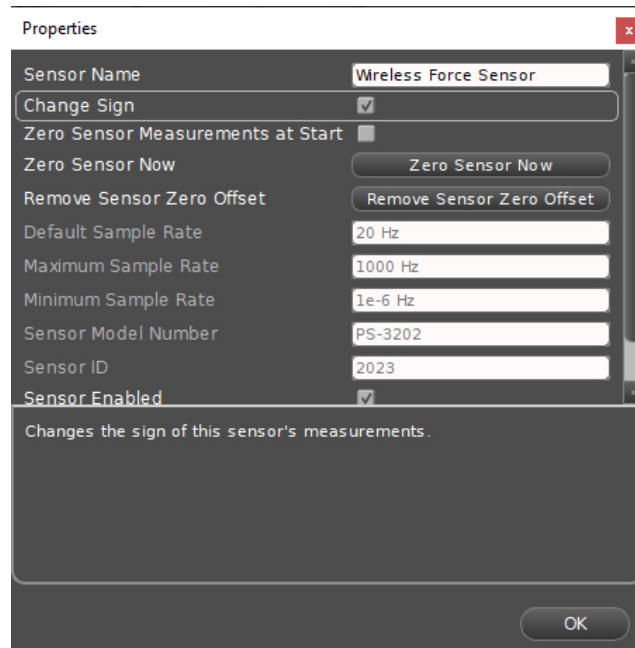 Properties
x
Sensor Name Wireless Force Sensor
Change Sign
Zero Sensor Measurements at Start
Zero Sensor Now Zero Sensor Now
Remove Sensor Zero Offset Remove Sensor Zero Offset
Default Sample Rate 20 Hz
Maximum Sample Rate 1000 Hz
Minimum Sample Rate 1e-6 Hz
Sensor Model Number PS-3202
Sensor ID 2023
Sensor Enabled
Changes the sign of this sensor's measurements.
OK